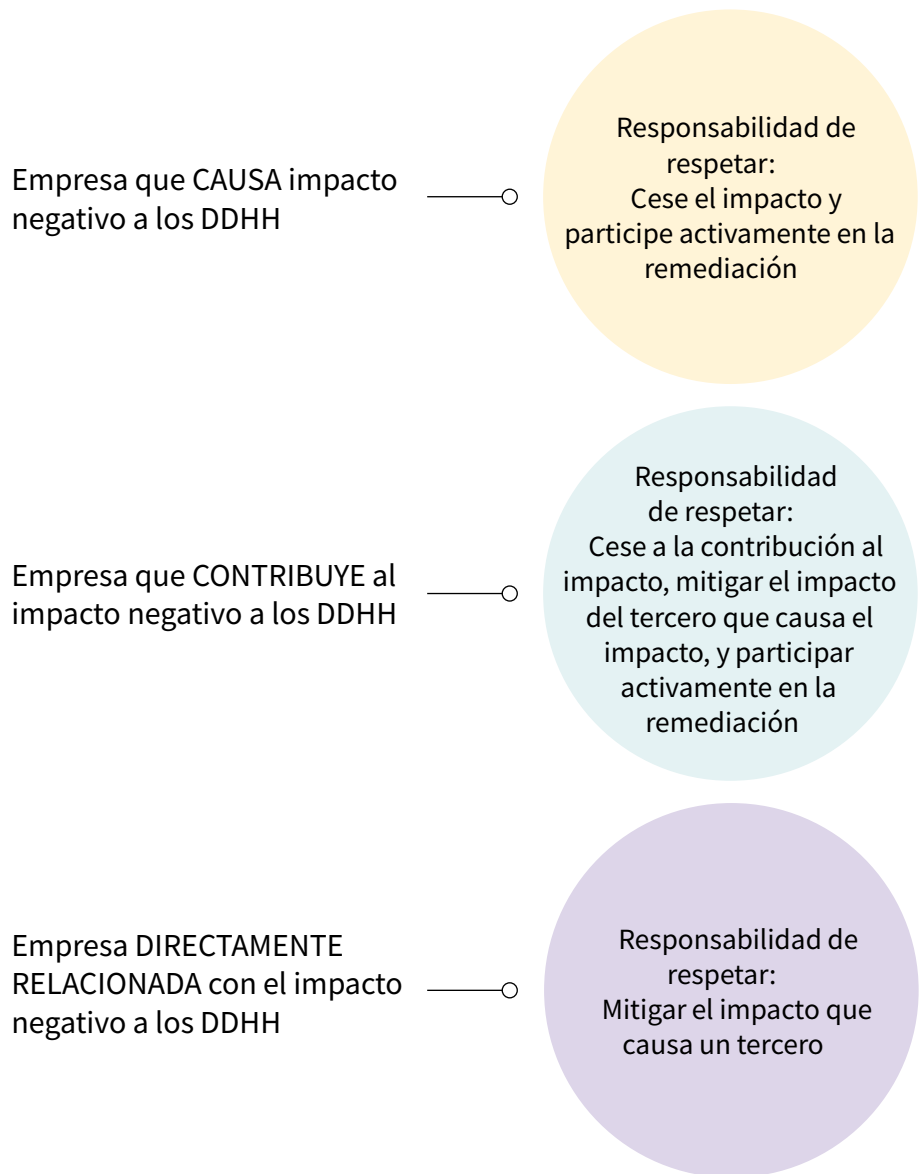 Empresa que CAUSA impacto
negativo a los DDHH
Responsabilidad de
respetar:
Cese el impacto y
participe activamente en la
remediación
Empresa que CONTRIBUYE al
impacto negativo a los DDHH
Responsabilidad
de respetar:
Cese a la contribución al
impacto, mitigar el impacto
del tercero que causa el
impacto, y participar
activamente en la
remediación
Empresa DIRECTAMENTE
RELACIONADA con el impacto
negativo a los DDHH
Responsabilidad de
respetar:
Mitigar el impacto que
causa un tercero